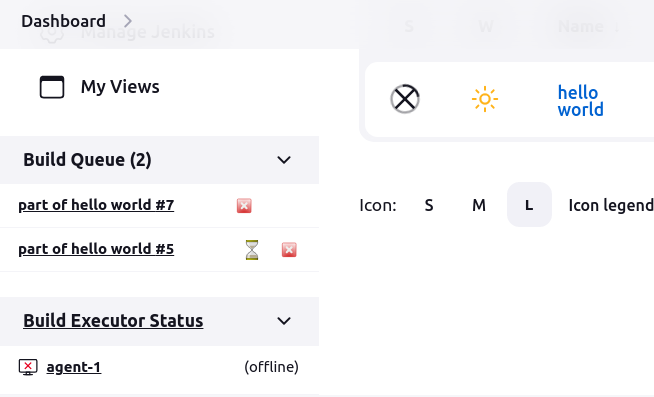 Dashboard
Manage Jenkins
S W Name ↓
My Views
hello
world
Build Queue (2)
part of hello world #7
part of hello world #5
Icon: S M L Icon legend
Build Executor Status
agent-1 (offline)